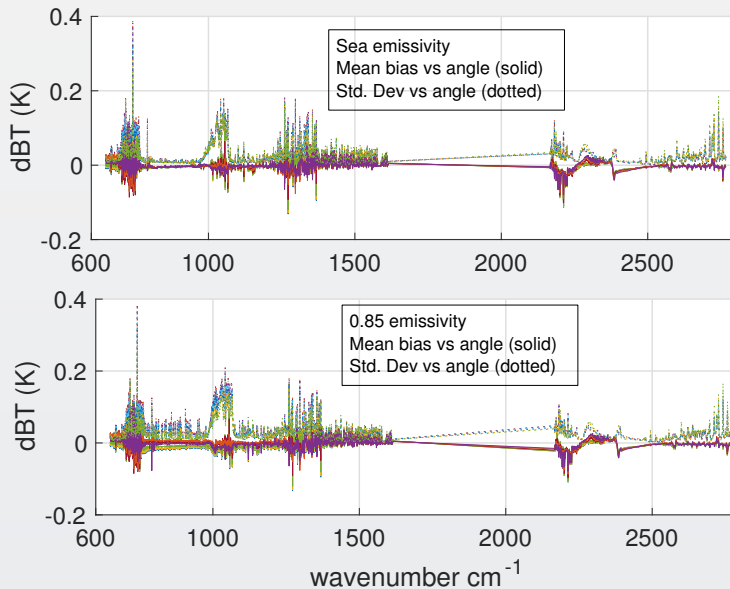 0.4
0.2
0
-0.2
dBT (K)
Sea emissivity
Mean bias vs angle (solid)
Std. Dev vs angle (dotted)
600
1000
1500
2000
2500
0.4
0.2
0
-0.2
dBT (K)
0.85 emissivity
Mean bias vs angle (solid)
Std. Dev vs angle (dotted)
600
1000
1500
2000
2500
wavenumber cm⁻¹